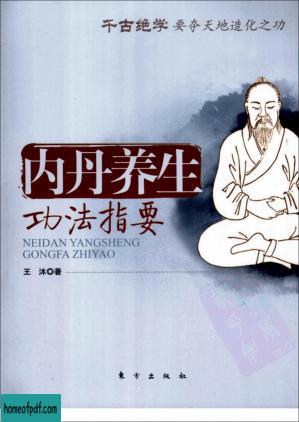 千古绝学 要夺天地造化之功
内丹养生
功法指要
NEIDAN YANGSHENG
GONGFA ZHIYAO
王 沐◎著
东方出版社
homeofpdf.com